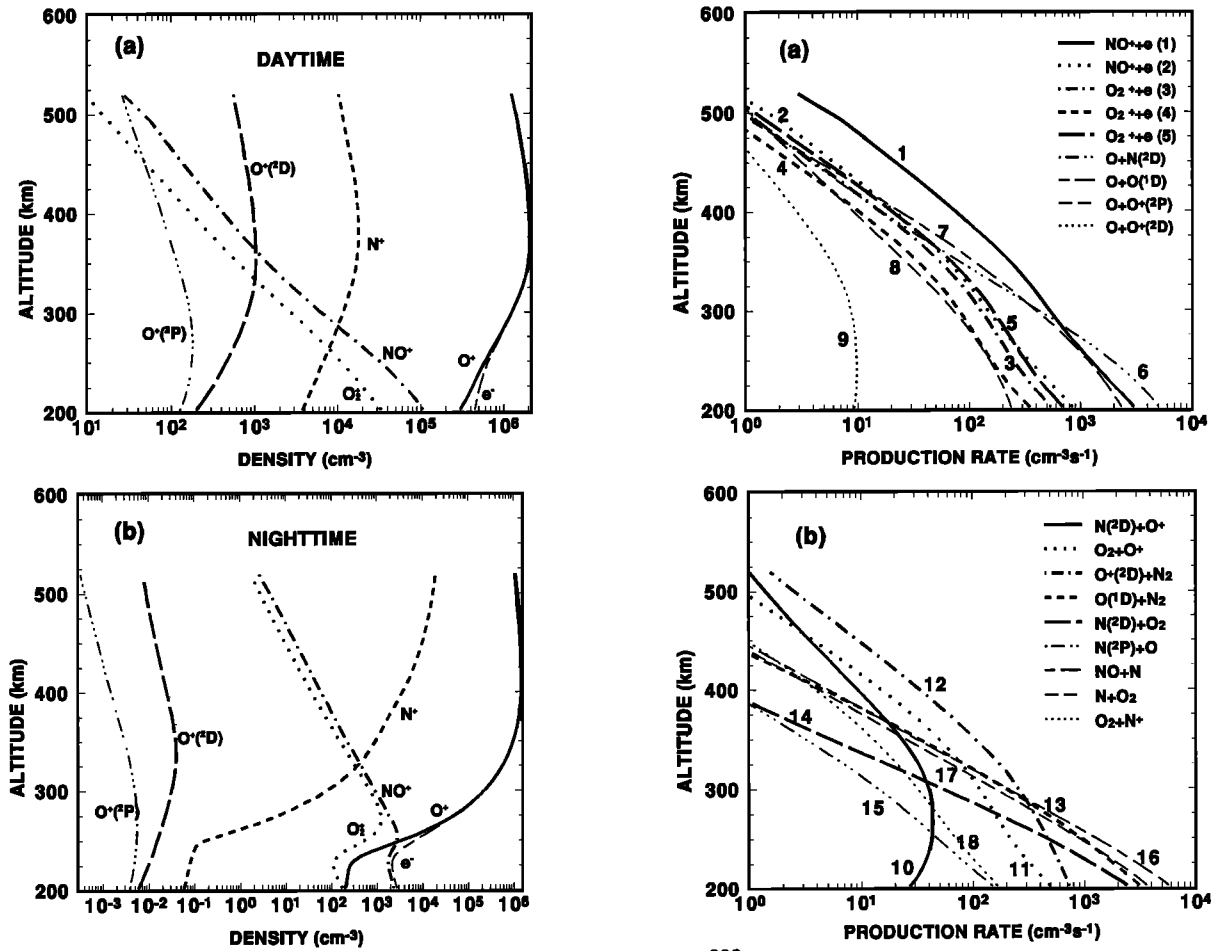 600
(a)
DAYTIME
500
O⁺(²D)
400
N⁺
300
O⁺(²P)
NO⁺
O⁺
O₂⁺
e⁻
200
10¹ 10² 10³ 10⁴ 10⁵ 10⁶
DENSITY (cm⁻³)
ALTITUDE (km)
600
(b)
NIGHTTIME
500
400
N⁺
O⁺(²D)
300
O⁺(²P)
NO⁺
O⁺
O₂⁺
e⁻
200
10⁻³ 10⁻² 10⁻¹ 10⁰ 10¹ 10² 10³ 10⁴ 10⁵ 10⁶
DENSITY (cm⁻³)
ALTITUDE (km)
600
(a)
NO⁺+e (1)
NO⁺+e (2)
O₂⁺+e (3)
O₂⁺+e (4)
O₂⁺+e (5)
O+N(²D)
O+O(¹D)
O+O⁺(²P)
O+O⁺(²D)
500
2
1
4
400
7
8
300
9
5
3
6
200
10⁰ 10¹ 10² 10³ 10⁴
PRODUCTION RATE (cm⁻³s⁻¹)
ALTITUDE (km)
600
(b)
N(²D)+O⁺
O₂+O⁺
O⁺(²D)+N₂
O(¹D)+N₂
N(²D)+O₂
N(²P)+O
NO+N
N+O₂
O₂+N⁺
500
400
12
14
17
300
15
13
18
16
10
11
200
10⁰ 10¹ 10² 10³ 10⁴
PRODUCTION RATE (cm⁻³s⁻¹)
ALTITUDE (km)